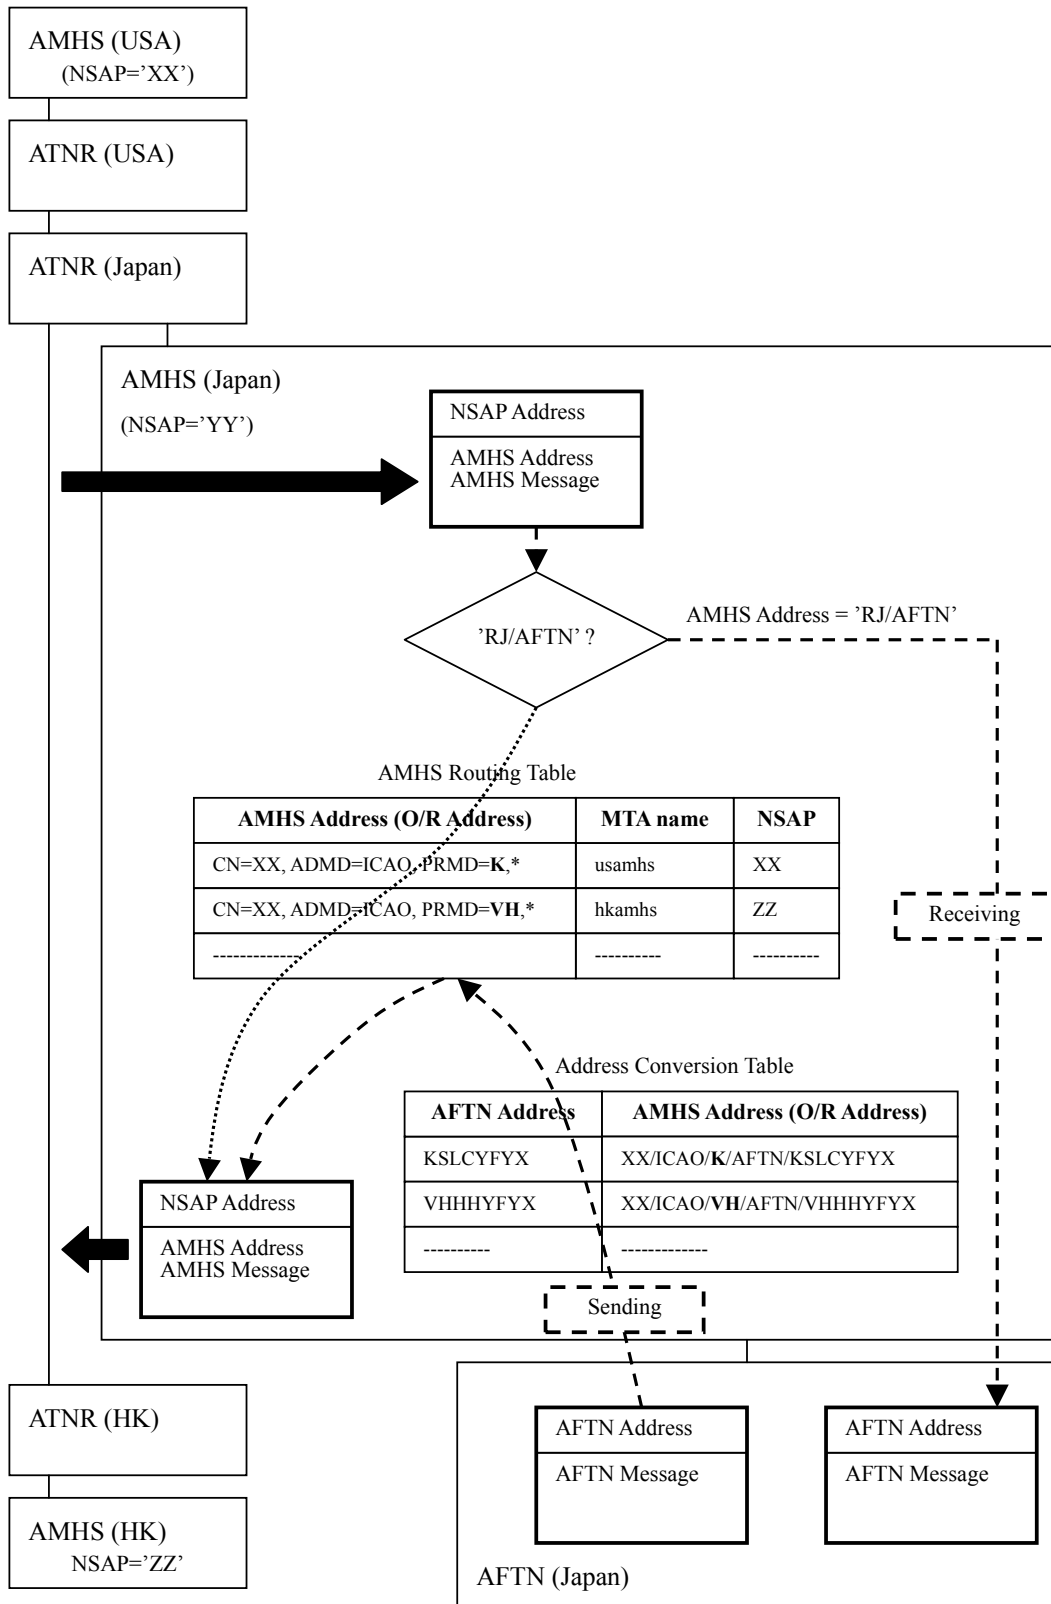 AMHS (USA)
(NSAP=’XX’)
ATNR (USA)
ATNR (Japan)
AMHS (Japan)
(NSAP=’YY’)
NSAP Address
AMHS Address
AMHS Message
’RJ/AFTN’ ?
AMHS Address = ’RJ/AFTN’
AMHS Routing Table
AMHS Address (O/R Address) MTA name NSAP
CN=XX, ADMD=ICAO, PRMD=K,* usamhs XX
CN=XX, ADMD=ICAO, PRMD=VH,* hkamhs ZZ
------------- ---------- ----------
Receiving
Address Conversion Table
AFTN Address AMHS Address (O/R Address)
KSLCYFYX XX/ICAO/K/AFTN/KSLCYFYX
VHHHYFYX XX/ICAO/VH/AFTN/VHHHYFYX
---------- -------------
NSAP Address
AMHS Address
AMHS Message
Sending
ATNR (HK)
AMHS (HK)
NSAP=’ZZ’
AFTN Address
AFTN Message
AFTN Address
AFTN Message
AFTN (Japan)